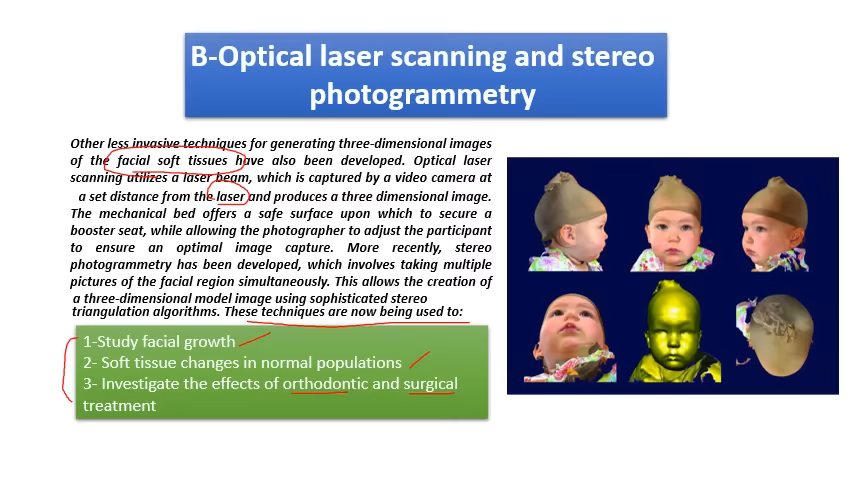 B-Optical laser scanning and stereo
photogrammetry
Other less invasive techniques for generating three-dimensional images
of the facial soft tissues have also been developed. Optical laser
scanning utilizes a laser beam, which is captured by a video camera at
a set distance from the laser and produces a three dimensional image.
The mechanical bed offers a safe surface upon which to secure a
booster seat, while allowing the photographer to adjust the participant
to ensure an optimal image capture. More recently, stereo
photogrammetry has been developed, which involves taking multiple
pictures of the facial region simultaneously. This allows the creation of
a three-dimensional model image using sophisticated stereo
triangulation algorithms. These techniques are now being used to:
1-Study facial growth
2- Soft tissue changes in normal populations
3- Investigate the effects of orthodontic and surgical
treatment